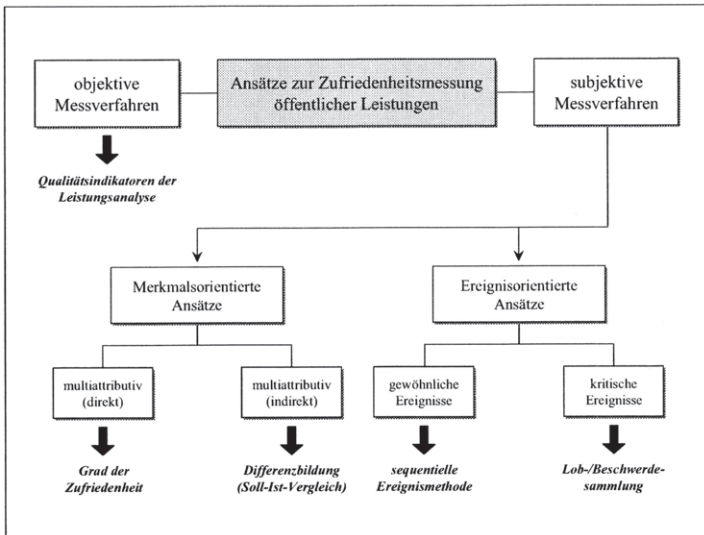 objektive
Messverfahren
Ansätze zur Zufriedenheitsmessung
öffentlicher Leistungen
subjektive
Messverfahren
Qualitätsindikatoren der
Leistungsanalyse
Merkmalsorientierte
Ansätze
Ereignisorientierte
Ansätze
multiattributiv
(direkt)
multiattributiv
(indirekt)
gewöhnliche
Ereignisse
kritische
Ereignisse
Grad der
Zufriedenheit
Differenzbildung
(Soll-Ist-Vergleich)
sequentielle
Ereignismethode
Lob-/Beschwerde-
sammlung